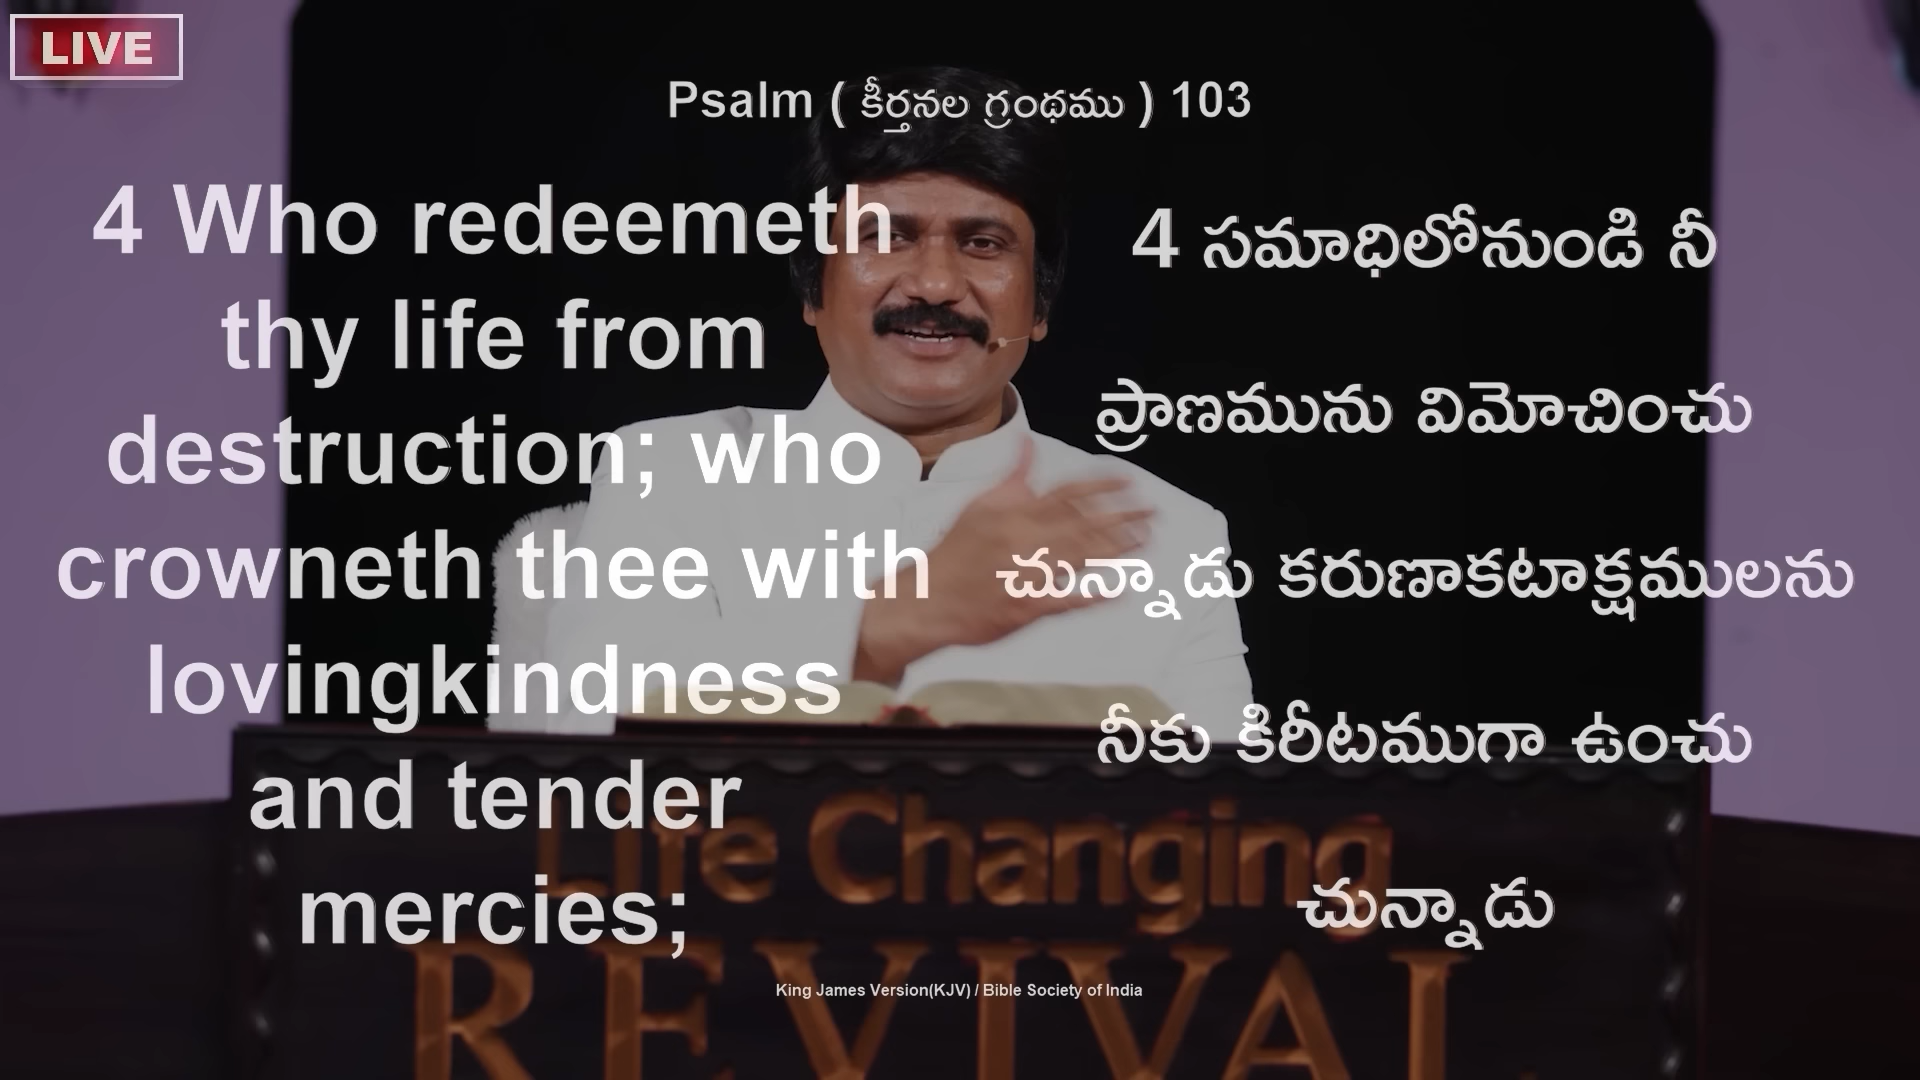 LIVE
Psalm ( కీర్తనల గ్రంథము ) 103
4 Who redeemeth
thy life from
destruction; who
crowneth thee with
lovingkindness
and tender
mercies;
4 సమాధిలోనుండి నీ
ప్రాణమును విమోచించు
చున్నాడు కరుణాకటాక్షములను
నీకు కిరీటముగా ఉంచు
చున్నాడు
Life Changing
REVIVAL
King James Version(KJV) / Bible Society of India